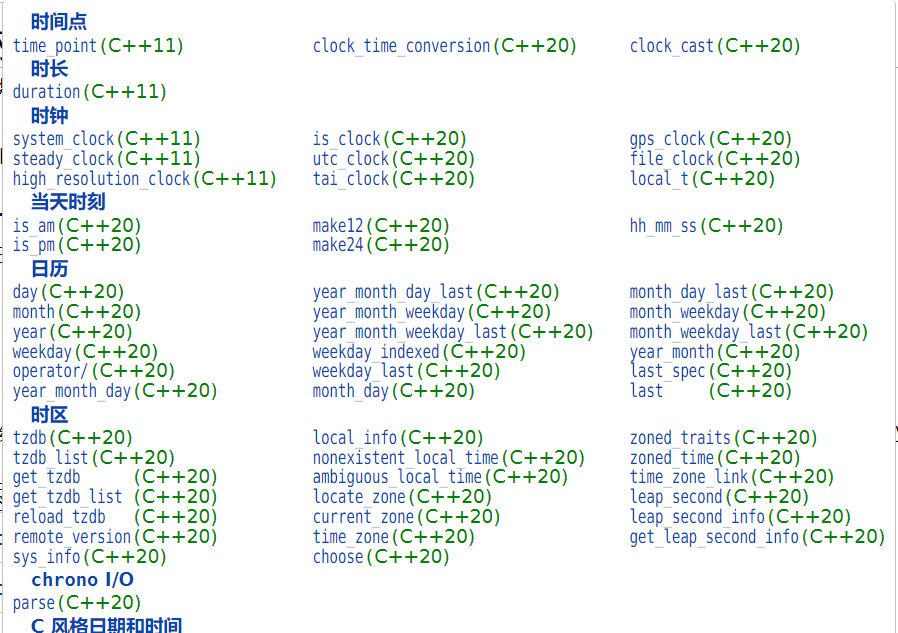 时间点
time_point(C++11) clock_time_conversion(C++20) clock_cast(C++20)
时长
duration(C++11)
时钟
system_clock(C++11) is_clock(C++20) gps_clock(C++20)
steady_clock(C++11) utc_clock(C++20) file_clock(C++20)
high_resolution_clock(C++11) tai_clock(C++20) local_t(C++20)
当天时刻
is_am(C++20) make12(C++20) hh_mm_ss(C++20)
is_pm(C++20) make24(C++20)
日历
day(C++20) year_month_day_last(C++20) month_day_last(C++20)
month(C++20) year_month_weekday(C++20) month_weekday(C++20)
year(C++20) year_month_weekday_last(C++20) month_weekday_last(C++20)
weekday(C++20) weekday_indexed(C++20) year_month(C++20)
operator/(C++20) weekday_last(C++20) last_spec(C++20)
year_month_day(C++20) month_day(C++20) last (C++20)
时区
tzdb(C++20) local_info(C++20) zoned_traits(C++20)
tzdb_list(C++20) nonexistent_local_time(C++20) zoned_time(C++20)
get_tzdb (C++20) ambiguous_local_time(C++20) time_zone_link(C++20)
get_tzdb_list (C++20) locate_zone(C++20) leap_second(C++20)
reload_tzdb (C++20) current_zone(C++20) leap_second_info(C++20)
remote_version(C++20) time_zone(C++20) get_leap_second_info(C++20)
sys_info(C++20) choose(C++20)
chrono I/O
parse(C++20)
C 风格日期和时间